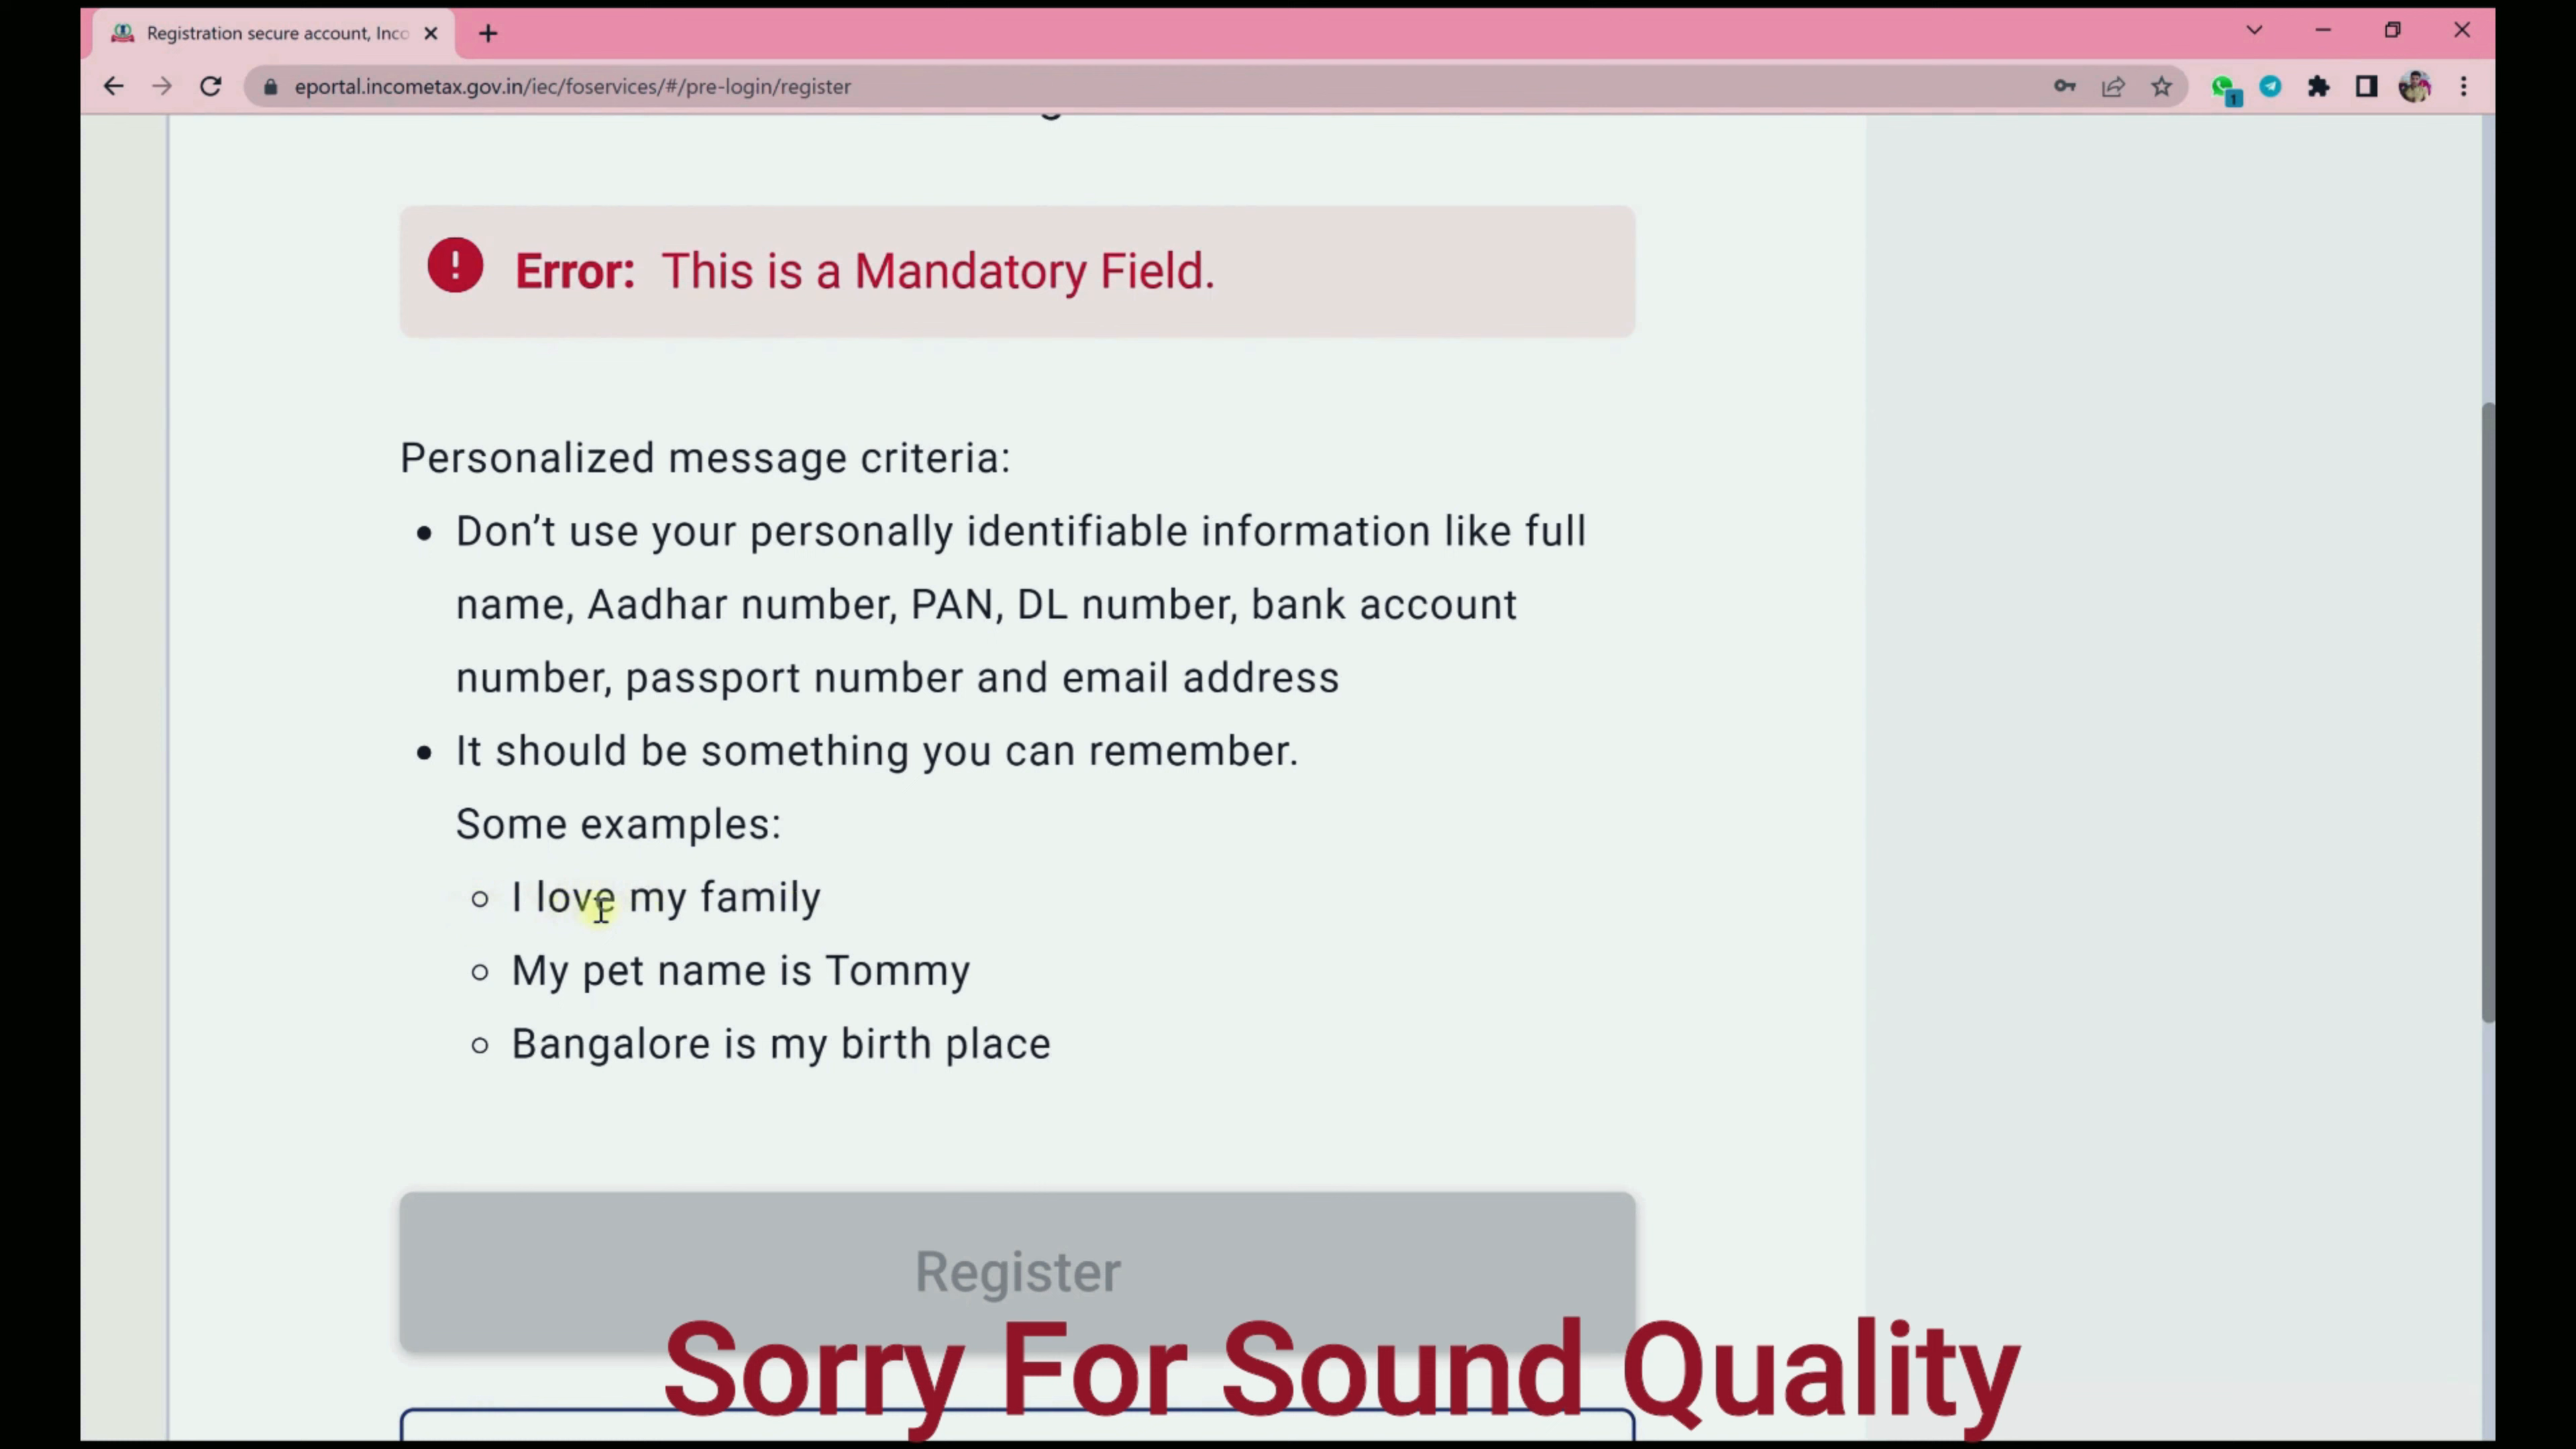 Registration secure account, Inco
eportal.incometax.gov.in/iec/foservices/#/pre-login/register
1
Error: This is a Mandatory Field.
Personalized message criteria:
• Don’t use your personally identifiable information like full
name, Aadhar number, PAN, DL number, bank account
number, passport number and email address
• It should be something you can remember.
Some examples:
I love my family
My pet name is Tommy
Bangalore is my birth place
Register
Sorry For Sound Quality